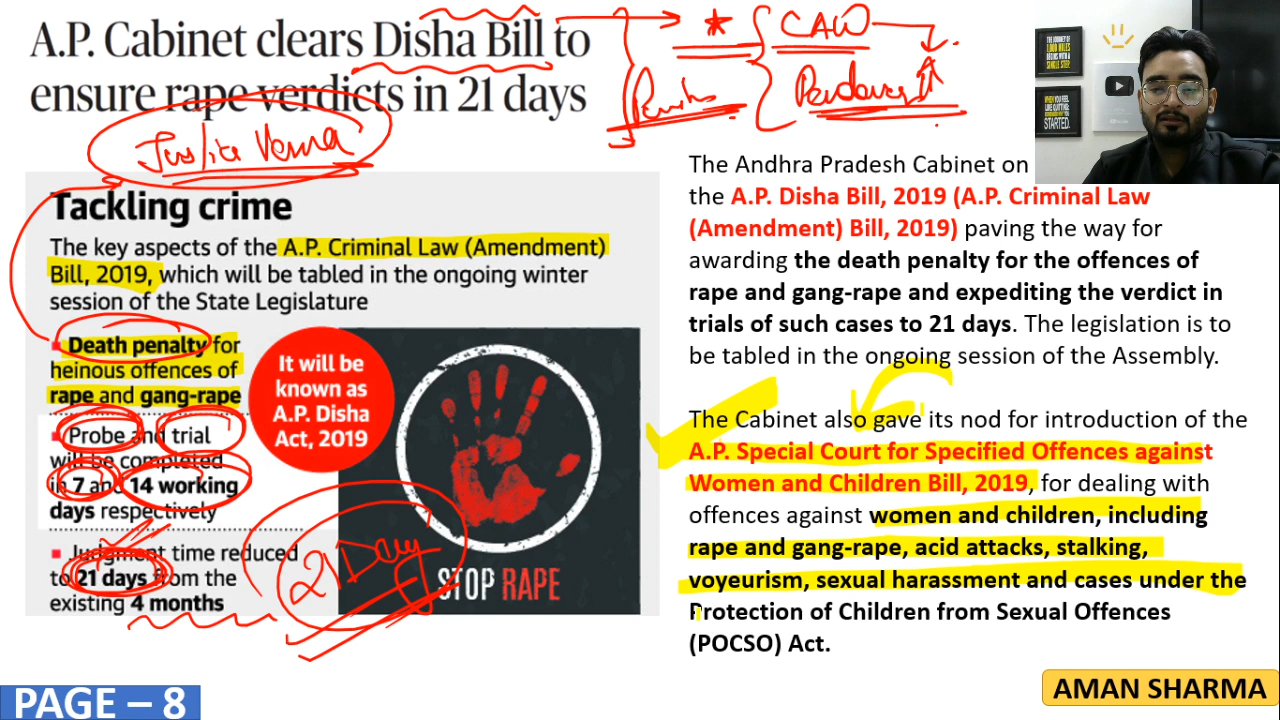 A.P. Cabinet clears Disha Bill to
ensure rape verdicts in 21 days
CAW
Justice Verma
Tackling crime
The key aspects of the A.P. Criminal Law (Amendment)
Bill, 2019, which will be tabled in the ongoing winter
session of the State Legislature
Death penalty for
heinous offences of
rape and gang-rape
Probe and trial
will be completed
in 7 and 14 working
days respectively
Judgment time reduced
to 21 days from the
existing 4 months
It will be
known as
A.P. Disha
Act, 2019
21 Days
STOP RAPE
The Andhra Pradesh Cabinet on
the A.P. Disha Bill, 2019 (A.P. Criminal Law
(Amendment) Bill, 2019) paving the way for
awarding the death penalty for the offences of
rape and gang-rape and expediting the verdict in
trials of such cases to 21 days. The legislation is to
be tabled in the ongoing session of the Assembly.
The Cabinet also gave its nod for introduction of the
A.P. Special Court for Specified Offences against
Women and Children Bill, 2019, for dealing with
offences against women and children, including
rape and gang-rape, acid attacks, stalking,
voyeurism, sexual harassment and cases under the
Protection of Children from Sexual Offences
(POCSO) Act.
PAGE – 8
AMAN SHARMA